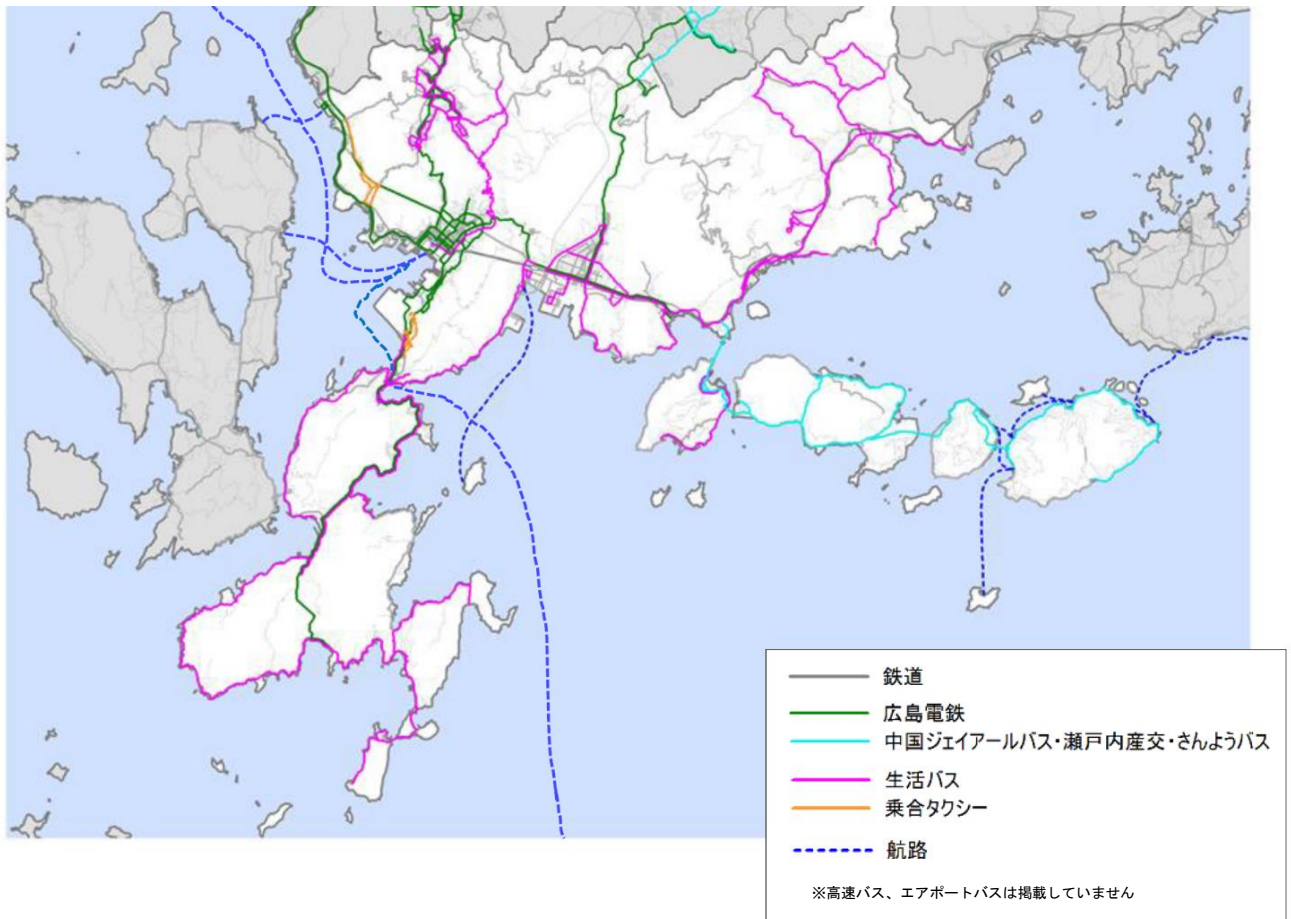 鉄道
広島電鉄
中国ジェイアールバス・瀬戸内産交・さんようバス
生活バス
乗合タクシー
航路
※高速バス、エアポートバスは掲載していません